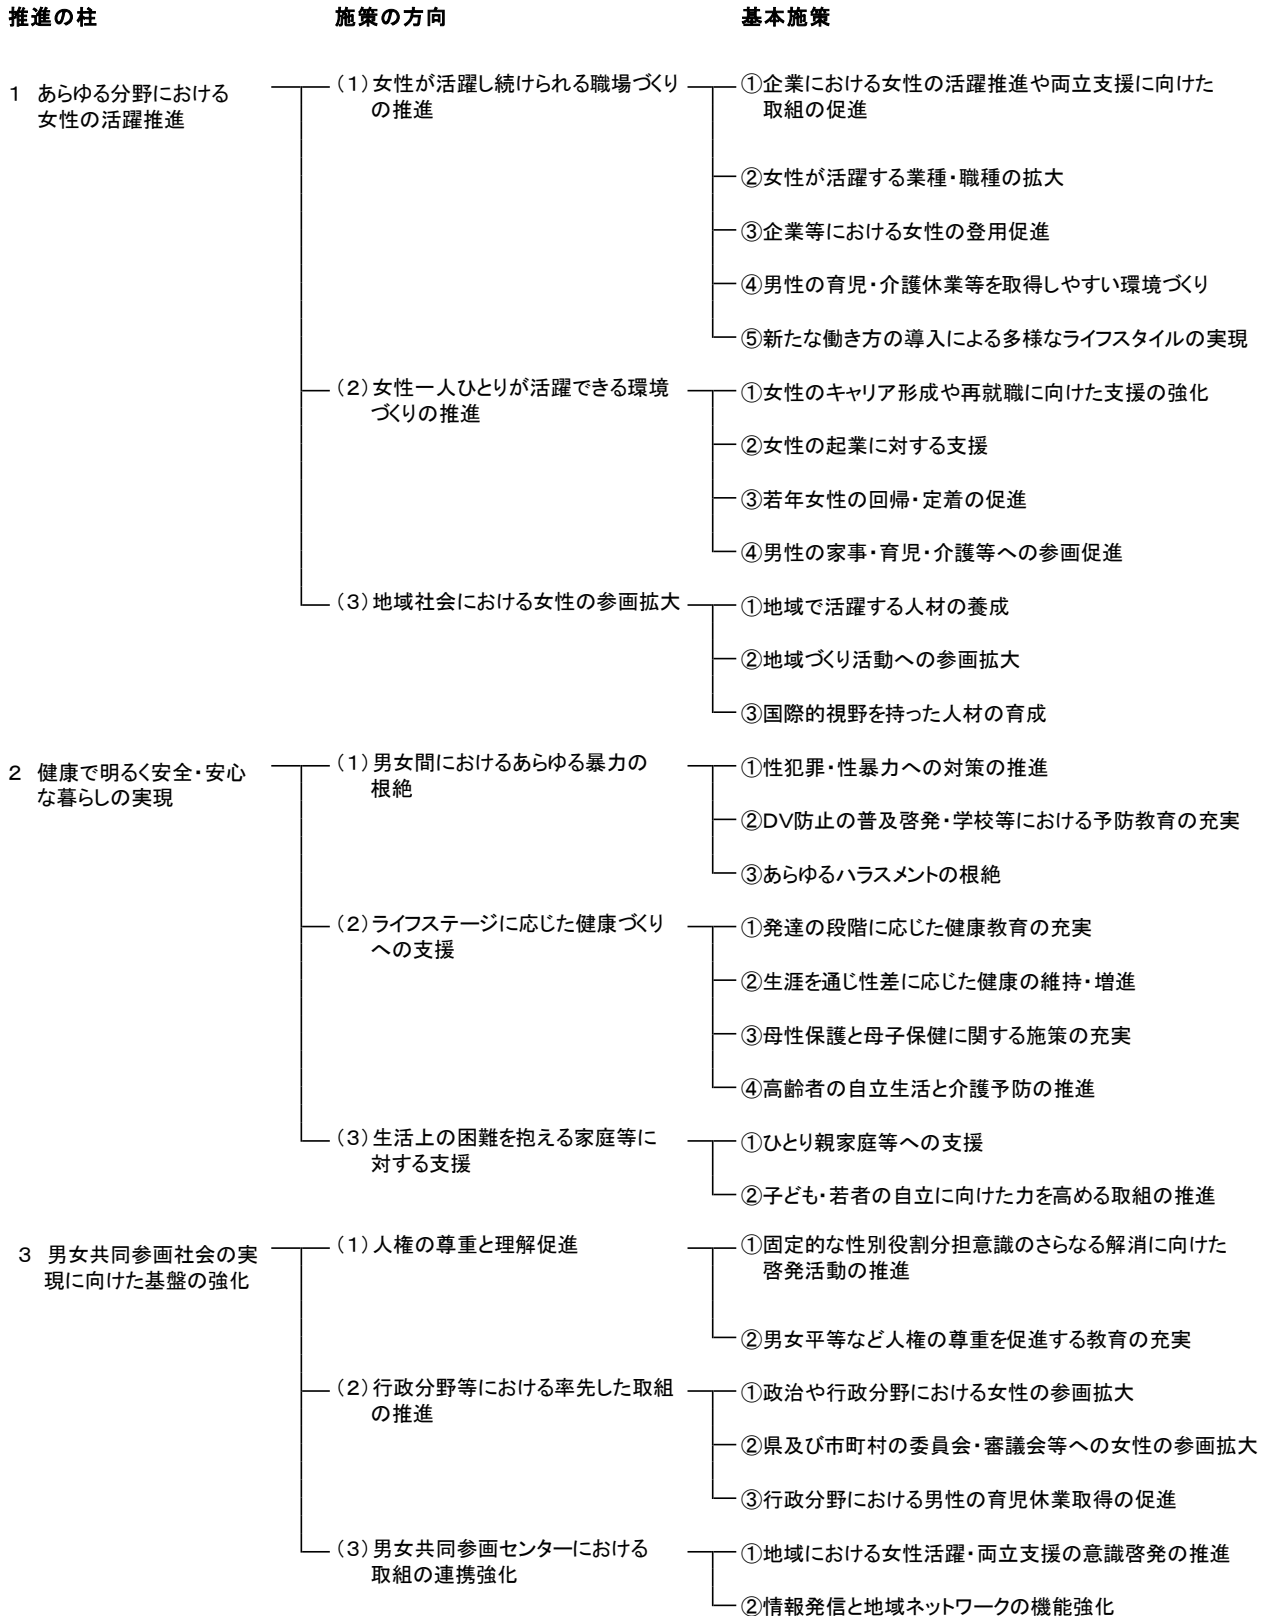 推進の柱
施策の方向
基本施策
1 あらゆる分野における
女性の活躍推進
(1)女性が活躍し続けられる職場づくり
の推進
①企業における女性の活躍推進や両立支援に向けた
取組の促進
②女性が活躍する業種・職種の拡大
③企業等における女性の登用促進
④男性の育児・介護休業等を取得しやすい環境づくり
⑤新たな働き方の導入による多様なライフスタイルの実現
(2)女性一人ひとりが活躍できる環境
づくりの推進
①女性のキャリア形成や再就職に向けた支援の強化
②女性の起業に対する支援
③若年女性の回帰・定着の促進
④男性の家事・育児・介護等への参画促進
(3)地域社会における女性の参画拡大
①地域で活躍する人材の養成
②地域づくり活動への参画拡大
③国際的視野を持った人材の育成
2 健康で明るく安全・安心
な暮らしの実現
(1)男女間におけるあらゆる暴力の
根絶
①性犯罪・性暴力への対策の推進
②DV防止の普及啓発・学校等における予防教育の充実
③あらゆるハラスメントの根絶
(2)ライフステージに応じた健康づくり
への支援
①発達の段階に応じた健康教育の充実
②生涯を通じ性差に応じた健康の維持・増進
③母性保護と母子保健に関する施策の充実
④高齢者の自立生活と介護予防の推進
(3)生活上の困難を抱える家庭等に
対する支援
①ひとり親家庭等への支援
②子ども・若者の自立に向けた力を高める取組の推進
3 男女共同参画社会の実
現に向けた基盤の強化
(1)人権の尊重と理解促進
①固定的な性別役割分担意識のさらなる解消に向けた
啓発活動の推進
②男女平等など人権の尊重を促進する教育の充実
(2)行政分野等における率先した取組
の推進
①政治や行政分野における女性の参画拡大
②県及び市町村の委員会・審議会等への女性の参画拡大
③行政分野における男性の育児休業取得の促進
(3)男女共同参画センターにおける
取組の連携強化
①地域における女性活躍・両立支援の意識啓発の推進
②情報発信と地域ネットワークの機能強化